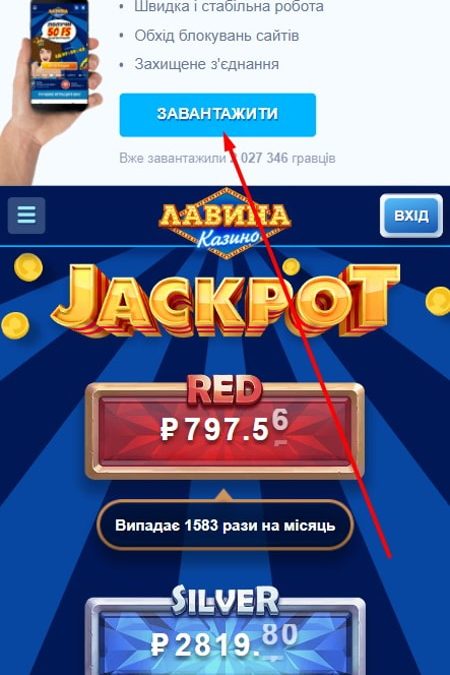 Швидка і стабільна робота
Обхід блокувань сайтів
Захищене з'єднання
ЗАВАНТАЖИТИ
Вже завантажили 027 346 гравців
ЛАВИНА
Казино
ВХІД
JACKPOT
RED
₽797.56
Випадає 1583 рази на місяць
SILVER
₽2819.80